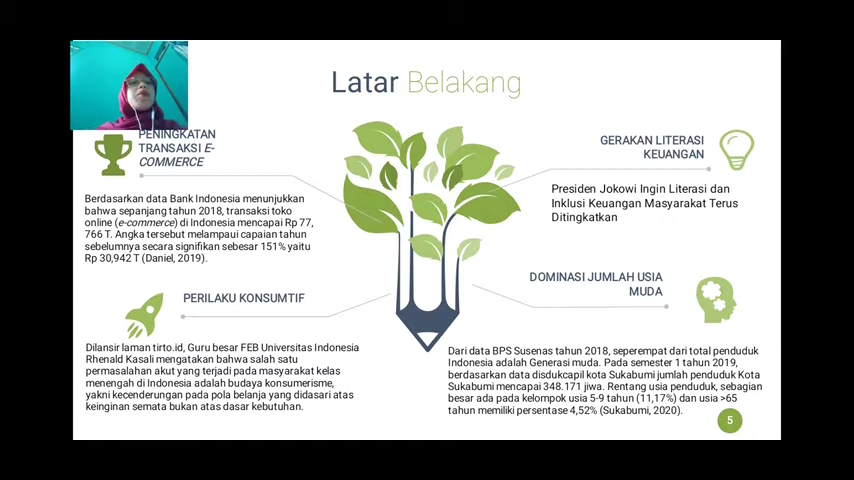 Latar Belakang
PENINGKATAN
TRANSAKSI E-
COMMERCE
Berdasarkan data Bank Indonesia menunjukkan
bahwa sepanjang tahun 2018, transaksi toko
online (e-commerce) di Indonesia mencapai Rp 77,
766 T. Angka tersebut melampaui capaian tahun
sebelumnya secara signifikan sebesar 151% yaitu
Rp 30,942 T (Daniel, 2019).
GERAKAN LITERASI
KEUANGAN
Presiden Jokowi Ingin Literasi dan
Inklusi Keuangan Masyarakat Terus
Ditingkatkan
PERILAKU KONSUMTIF
Dilansir laman tirto.id, Guru besar FEB Universitas Indonesia
Rhenald Kasali mengatakan bahwa salah satu
permasalahan akut yang terjadi pada masyarakat kelas
menengah di Indonesia adalah budaya konsumerisme,
yakni kecenderungan pada pola belanja yang didasari atas
keinginan semata bukan atas dasar kebutuhan.
DOMINASI JUMLAH USIA
MUDA
Dari data BPS Susenas tahun 2018, seperempat dari total penduduk
Indonesia adalah Generasi muda. Pada semester 1 tahun 2019,
berdasarkan data disdukcapil kota Sukabumi jumlah penduduk Kota
Sukabumi mencapai 348.171 jiwa. Rentang usia penduduk, sebagian
besar ada pada kelompok usia 5-9 tahun (11,17%) dan usia >65
tahun memiliki persentase 4,52% (Sukabumi, 2020).
5